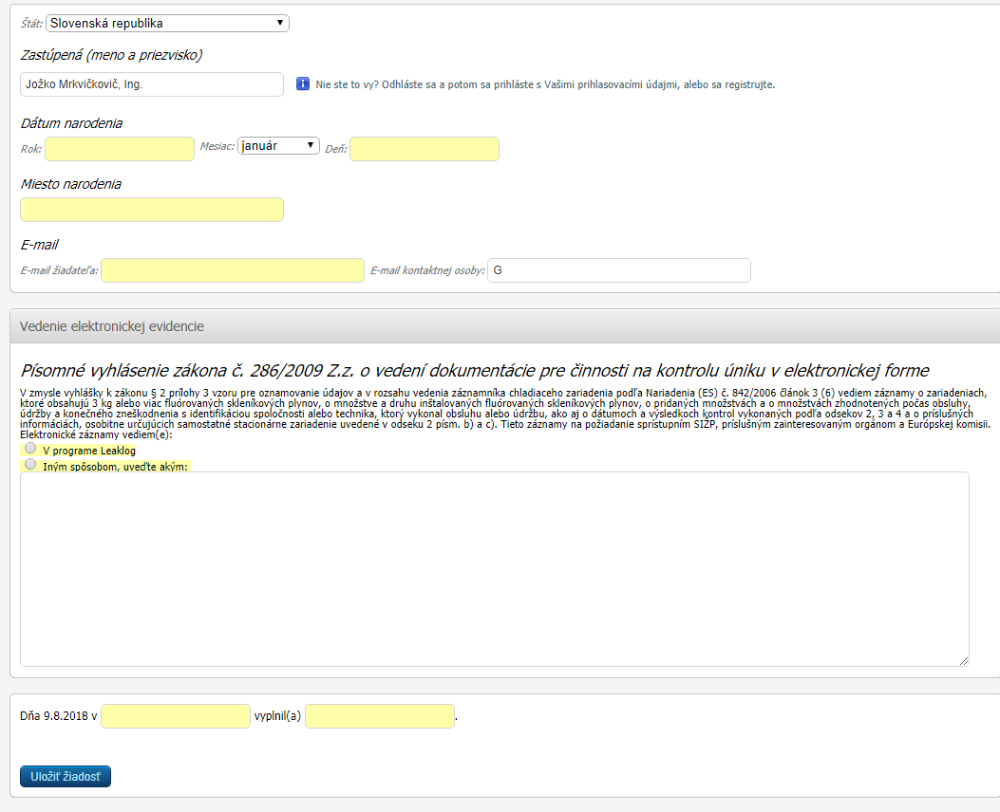 Štát: Slovenská republika
Zastúpená (meno a priezvisko)
Jožko Mrkvičkovič, Ing. Nie ste to vy? Odhláste sa a potom sa prihláste s Vašimi prihlasovacími údajmi, alebo sa registrujte.
Dátum narodenia
Rok: Mesiac: január Deň:
Miesto narodenia
E-mail
E-mail žiadateľa: E-mail kontaktnej osoby: G
Vedenie elektronickej evidencie
Písomné vyhlásenie zákona č. 286/2009 Z.z. o vedení dokumentácie pre činnosti na kontrolu úniku v elektronickej forme
V zmysle vyhlášky k zákonu § 2 prílohy 3 vzoru pre oznamovanie údajov a v rozsahu vedenia záznamníka chladiaceho zariadenia podľa Nariadenia (ES) č. 842/2006 článok 3 (6) vediem záznamy o zariadeniach,
ktoré obsahujú 3 kg alebo viac fluórovaných skleníkových plynov, o množstve a druhu inštalovaných fluórovaných skleníkových plynov, o pridaných množstvách a o množstvách zhodnotených počas obsluhy,
údržby a konečného zneškodnenia s identifikáciou spoločnosti alebo technika, ktorý vykonal obsluhu alebo údržbu, ako aj o dátumoch a výsledkoch kontrol vykonaných podľa odsekov 2, 3 a 4 a o príslušných
informáciách, osobitne určujúcich samostatné stacionárne zariadenie uvedené v odseku 2 písm. b) a c). Tieto záznamy na požiadanie sprístupním SIŽP, príslušným zainteresovaným orgánom a Európskej komisii.
Elektronické záznamy vediem(e):
V programe Leaklog
Iným spôsobom, uveďte akým:
Dňa 9.8.2018 v vyplnil(a) .
Uložiť žiadosť